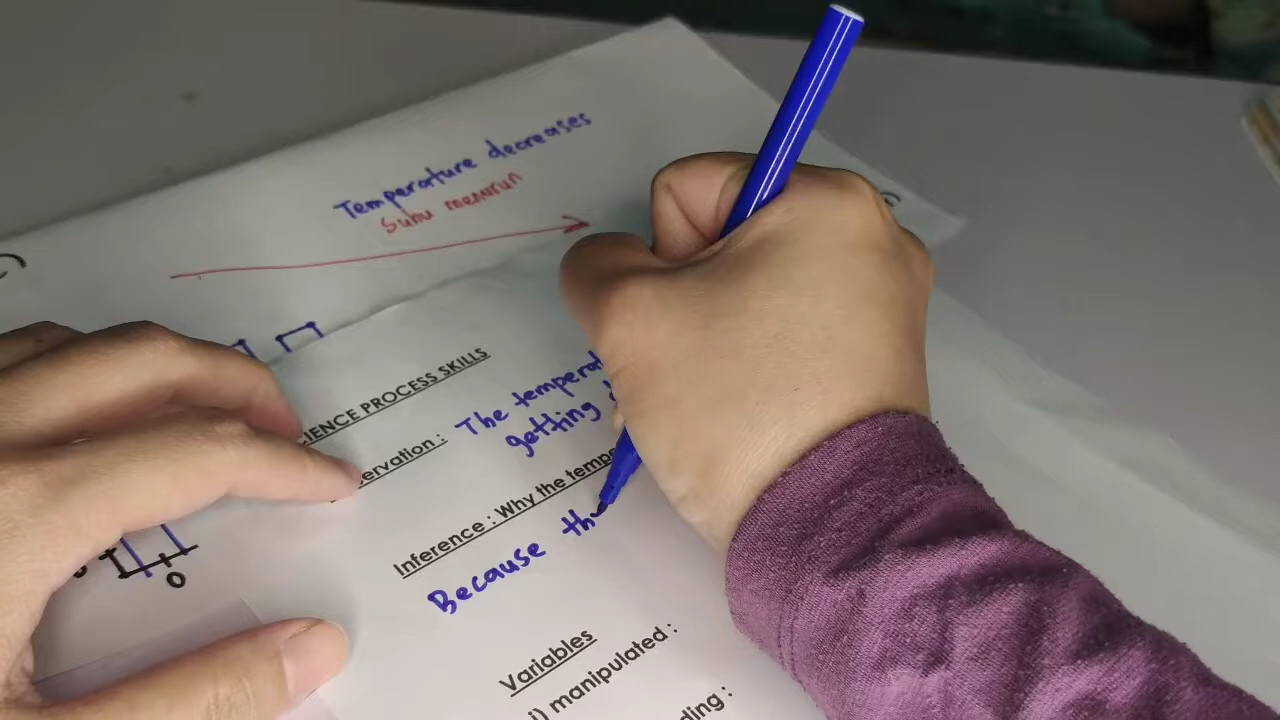 Temperature decreases
Suhu menurun
SCIENCE PROCESS SKILLS
Observation : The temperat
getting
Inference : Why the tempe
Because th
Variables
i) manipulated :
ding :
0